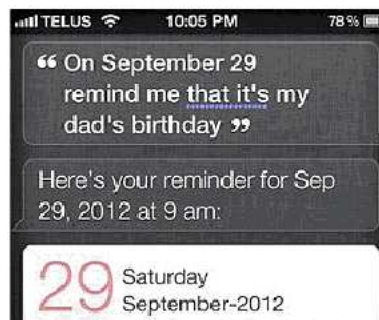 TELUS 10:05 PM 78%
“ On September 29
remind me that it's my
dad's birthday ”
Here's your reminder for Sep
29, 2012 at 9 am:
29 Saturday
September-2012